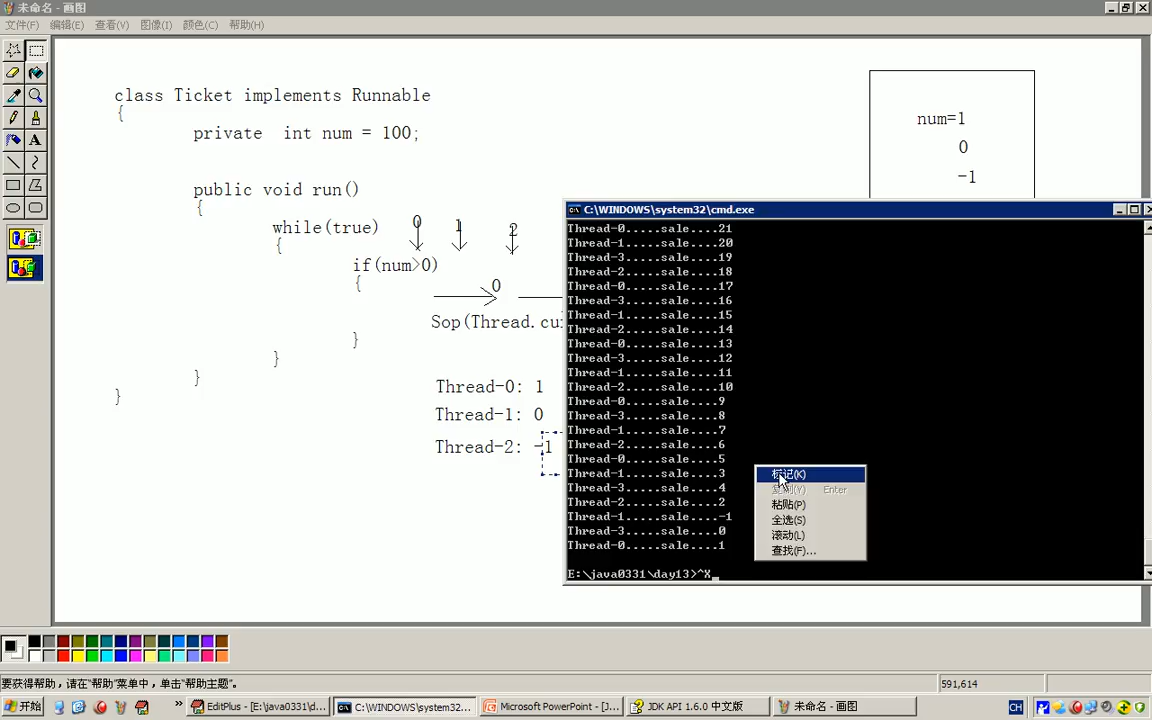 未命名 - 画图
文件(F) 编辑(E) 查看(V) 图像(I) 颜色(C) 帮助(H)
class Ticket implements Runnable
{
private int num = 100;
public void run()
{
while(true)
{
0 1 2
if(num>0)
{
0
Sop(Thread.cu
}
}
}
}
Thread-0: 1
Thread-1: 0
Thread-2: -1
num=1
0
-1
C:\WINDOWS\system32\cmd.exe
Thread-0.....sale....21
Thread-1.....sale....20
Thread-3.....sale....19
Thread-2.....sale....18
Thread-0.....sale....17
Thread-3.....sale....16
Thread-1.....sale....15
Thread-2.....sale....14
Thread-0.....sale....13
Thread-3.....sale....12
Thread-1.....sale....11
Thread-2.....sale....10
Thread-0.....sale....9
Thread-3.....sale....8
Thread-1.....sale....7
Thread-2.....sale....6
Thread-0.....sale....5
Thread-1.....sale....3
Thread-3.....sale....4
Thread-2.....sale....2
Thread-1.....sale....-1
Thread-3.....sale....0
Thread-0.....sale....1
E:\java0331\day13>^X_
标记(K)
复制(Y) Enter
粘贴(P)
全选(S)
滚动(L)
查找(F)...
要获得帮助，请在“帮助”菜单中，单击“帮助主题”。
591,614
开始
EditPlus - [E:\java0331\d...
C:\WINDOWS\system32...
Microsoft PowerPoint - [J...
JDK API 1.6.0 中文版
未命名 - 画图
CH